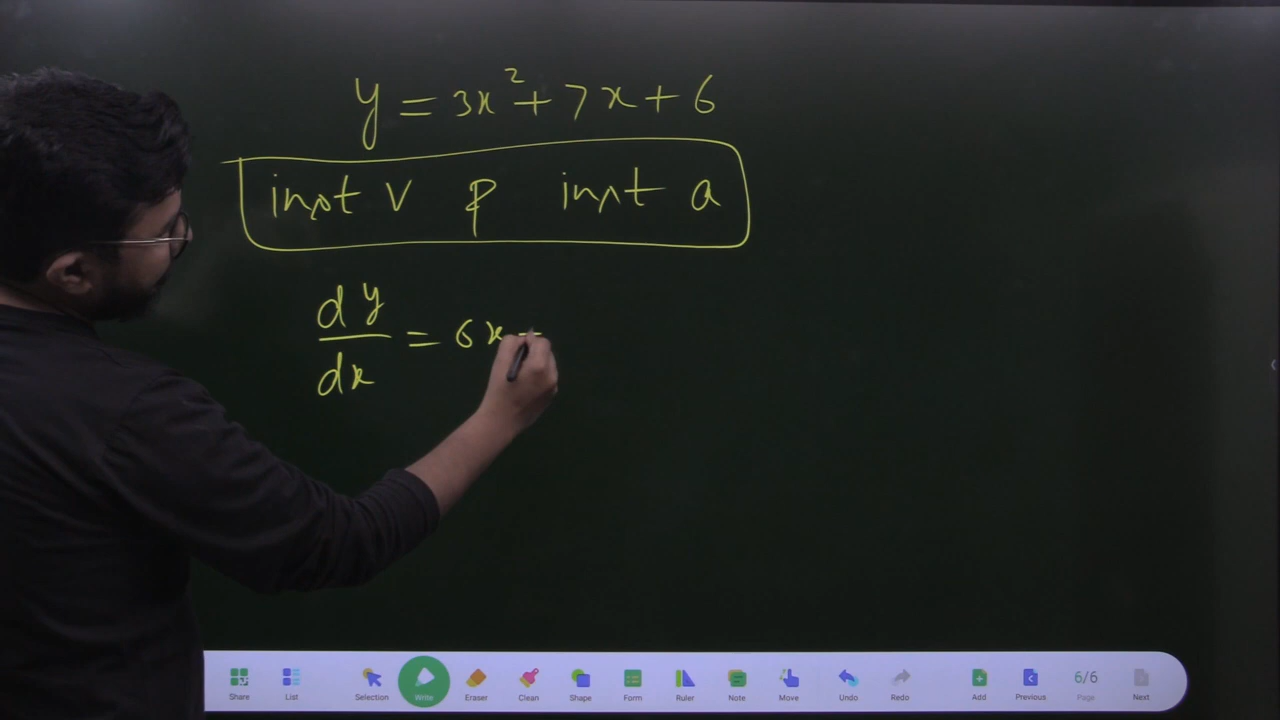 y = 3x² + 7x + 6
inst v p inst a
dy
dx
= 6x
Share List Selection Write Eraser Clean Shape Form Ruler Note Move Undo Redo Add Previous 6/6 Page Next